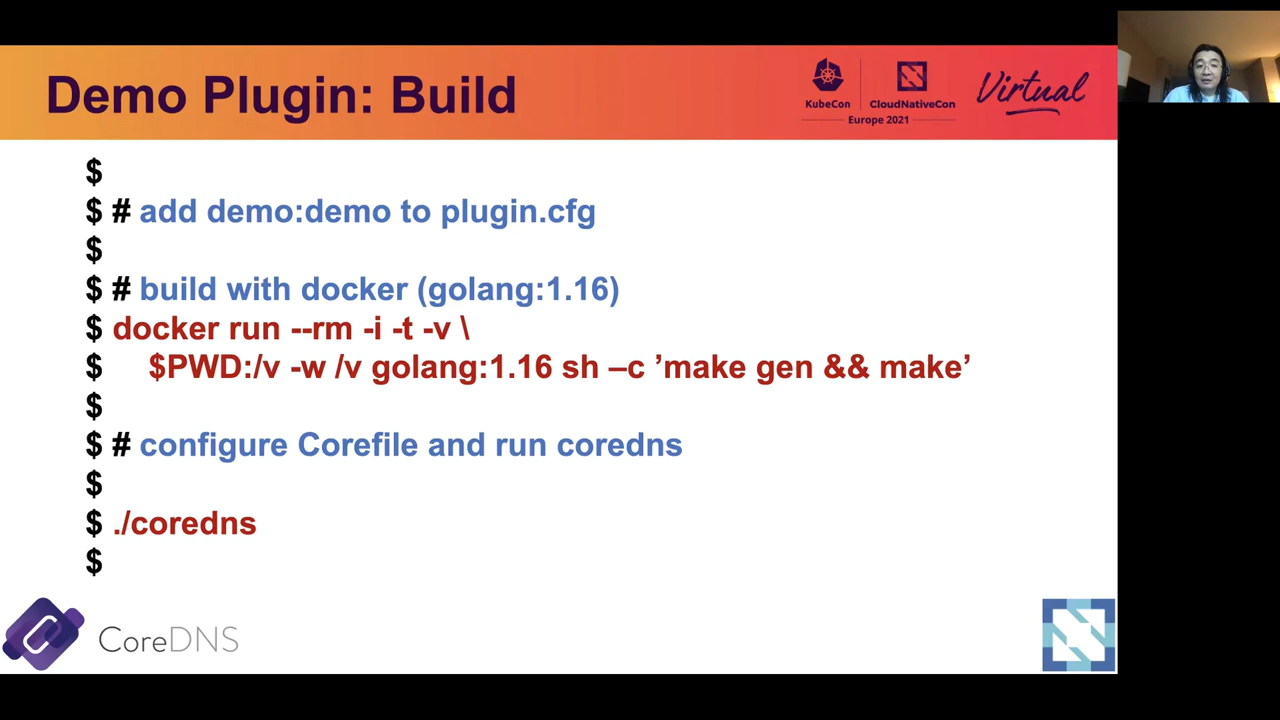 Demo Plugin: Build
KubeCon
CloudNativeCon
Europe 2021
Virtual
$
$ # add demo:demo to plugin.cfg
$
$ # build with docker (golang:1.16)
$ docker run --rm -i -t -v \
$ $PWD:/v -w /v golang:1.16 sh –c ’make gen && make’
$
$ # configure Corefile and run coredns
$
$ ./coredns
$
CoreDNS